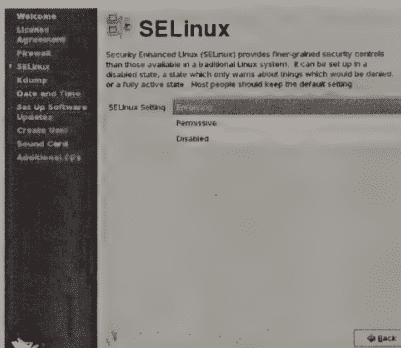 Welcome
License
Agreement
Firewall
SELinux
Kdump
Date and Time
Set Up Software
Updates
Create User
Sound Card
Additional CDs
SELinux
Security Enhanced Linux (SELinux) provides finer-grained security controls
than those available in a traditional Linux system. It can be set up in a
disabled state, a state which only warns about things which would be denied,
or a fully active state. Most people should keep the default setting
SELinux Setting
Enforcing
Permissive
Disabled
Back